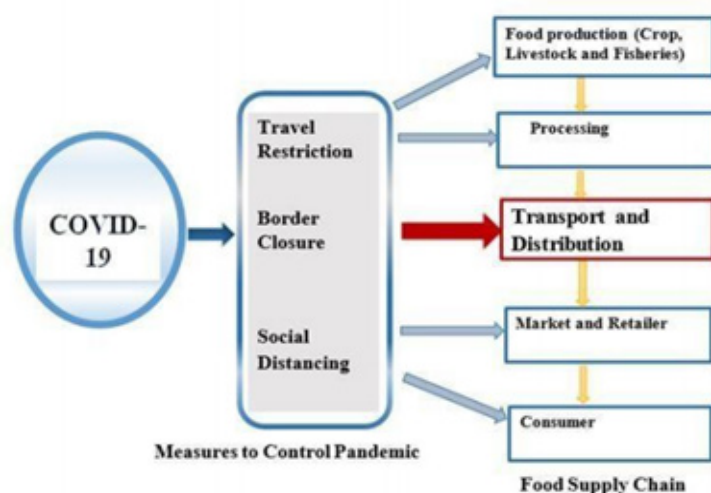 COVID-
19
Travel
Restriction
Border
Closure
Social
Distancing
Measures to Control Pandemic
Food production (Crop,
Livestock and Fisheries)
Processing
Transport and
Distribution
Market and Retailer
Consumer
Food Supply Chain